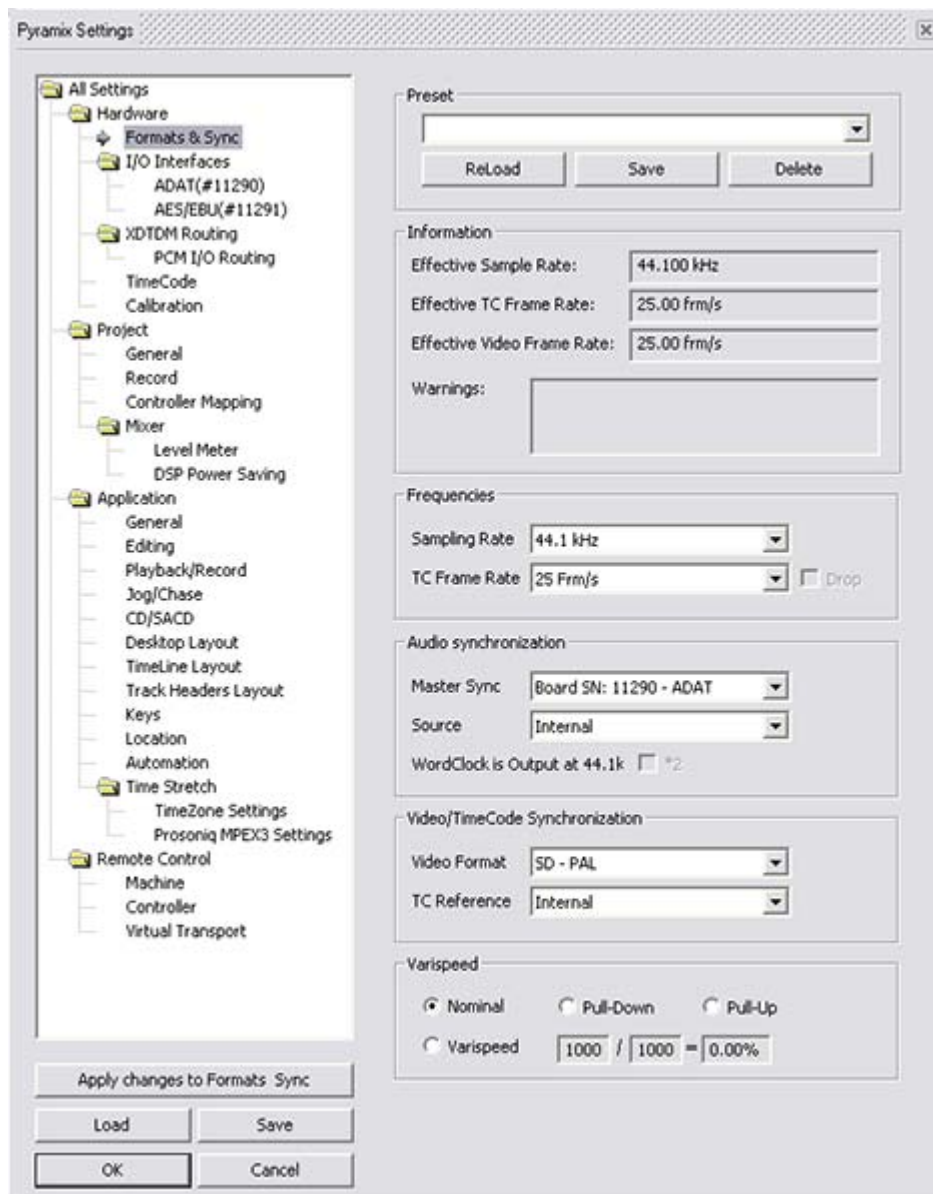 Pyramix Settings
All Settings
Hardware
Formats & Sync
I/O Interfaces
ADAT(#11290)
AES/EBU(#11291)
XDTDM Routing
PCM I/O Routing
TimeCode
Calibration
Project
General
Record
Controller Mapping
Mixer
Level Meter
DSP Power Saving
Application
General
Editing
Playback/Record
Jog/Chase
CD/SACD
Desktop Layout
TimeLine Layout
Track Headers Layout
Keys
Location
Automation
Time Stretch
TimeZone Settings
Prosoniq MPEX3 Settings
Remote Control
Machine
Controller
Virtual Transport
Apply changes to Formats Sync
Load Save
OK Cancel
Preset
ReLoad Save Delete
Information
Effective Sample Rate: 44.100 kHz
Effective TC Frame Rate: 25.00 frm/s
Effective Video Frame Rate: 25.00 frm/s
Warnings:
Frequencies
Sampling Rate 44.1 kHz
TC Frame Rate 25 Frm/s Drop
Audio synchronization
Master Sync Board SN: 11290 - ADAT
Source Internal
WordClock is Output at 44.1k *2
Video/TimeCode Synchronization
Video Format SD - PAL
TC Reference Internal
Varispeed
Nominal Pull-Down Pull-Up
Varispeed 1000 / 1000 = 0.00%